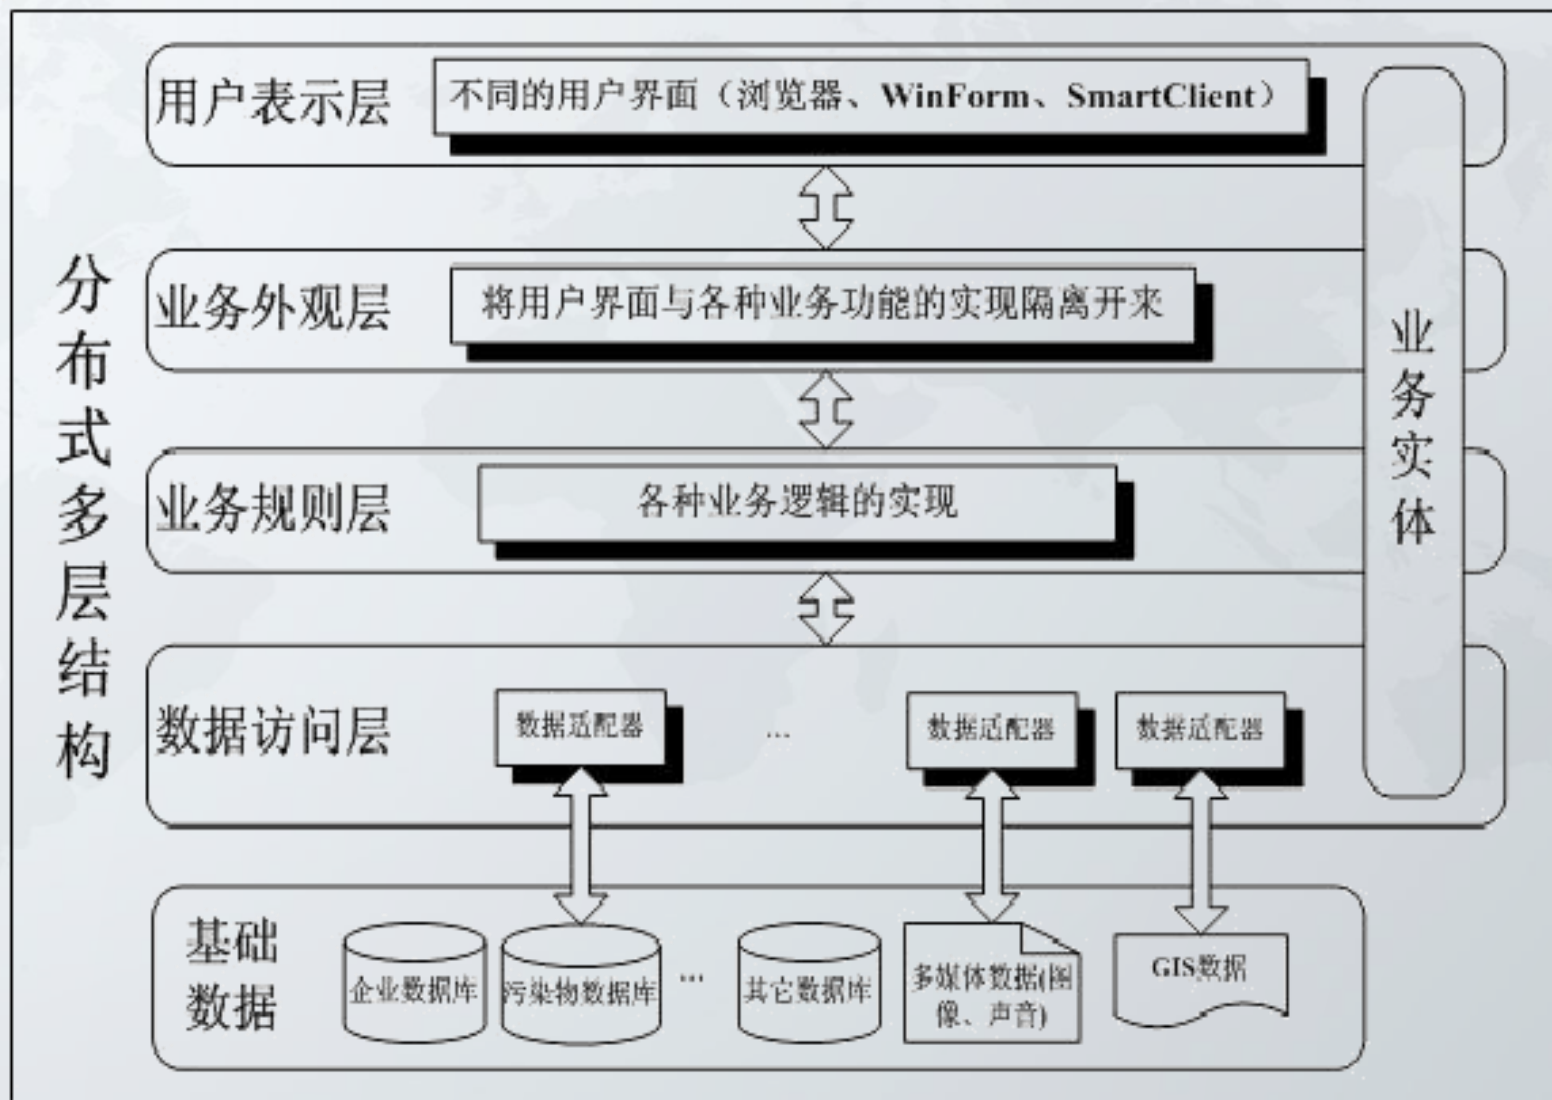 用户表示层
不同的用户界面（浏览器、WinForm、SmartClient）
业务外观层
将用户界面与各种业务功能的实现隔离开来
业务规则层
各种业务逻辑的实现
数据访问层
数据适配器
...
数据适配器
数据适配器
业务实体
分布式多层结构
基础
数据
企业数据库
污染物数据库
...
其它数据库
多媒体数据(图
像、声音)
GIS数据